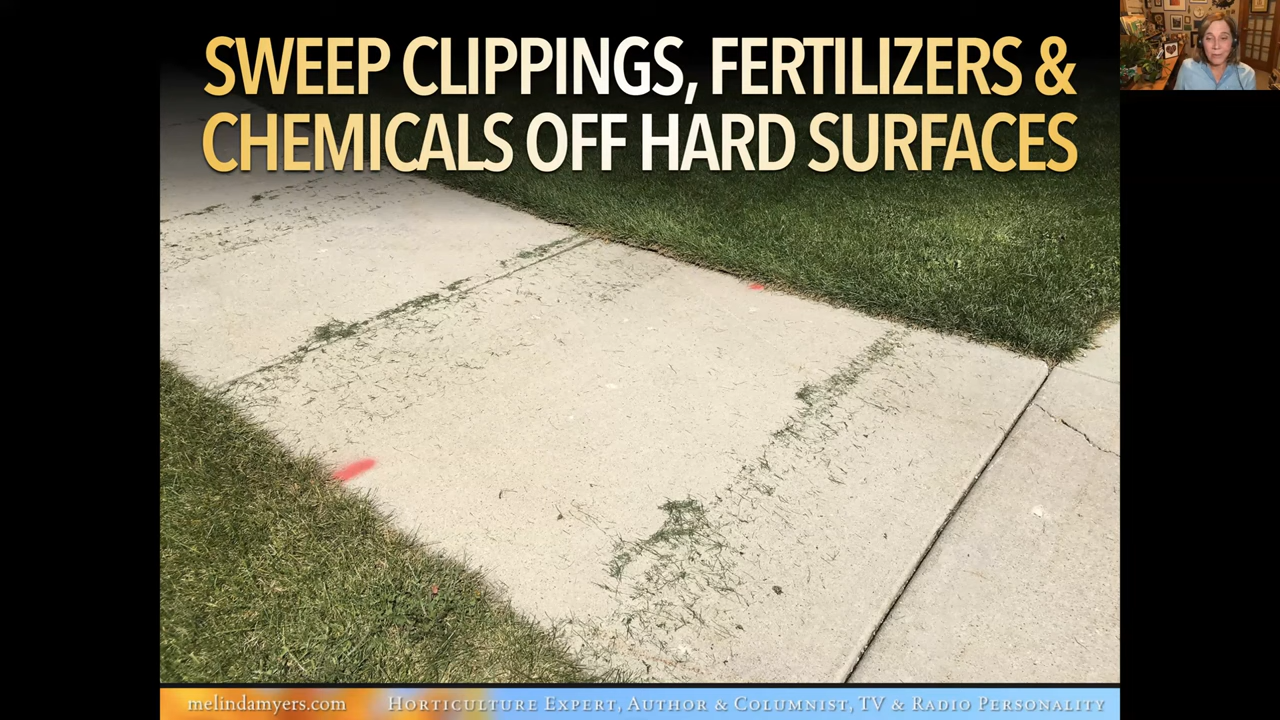 SWEEP CLIPPINGS, FERTILIZERS &
CHEMICALS OFF HARD SURFACES
melindamyers.com HORTICULTURE EXPERT, AUTHOR & COLUMNIST, TV & RADIO PERSONALITY